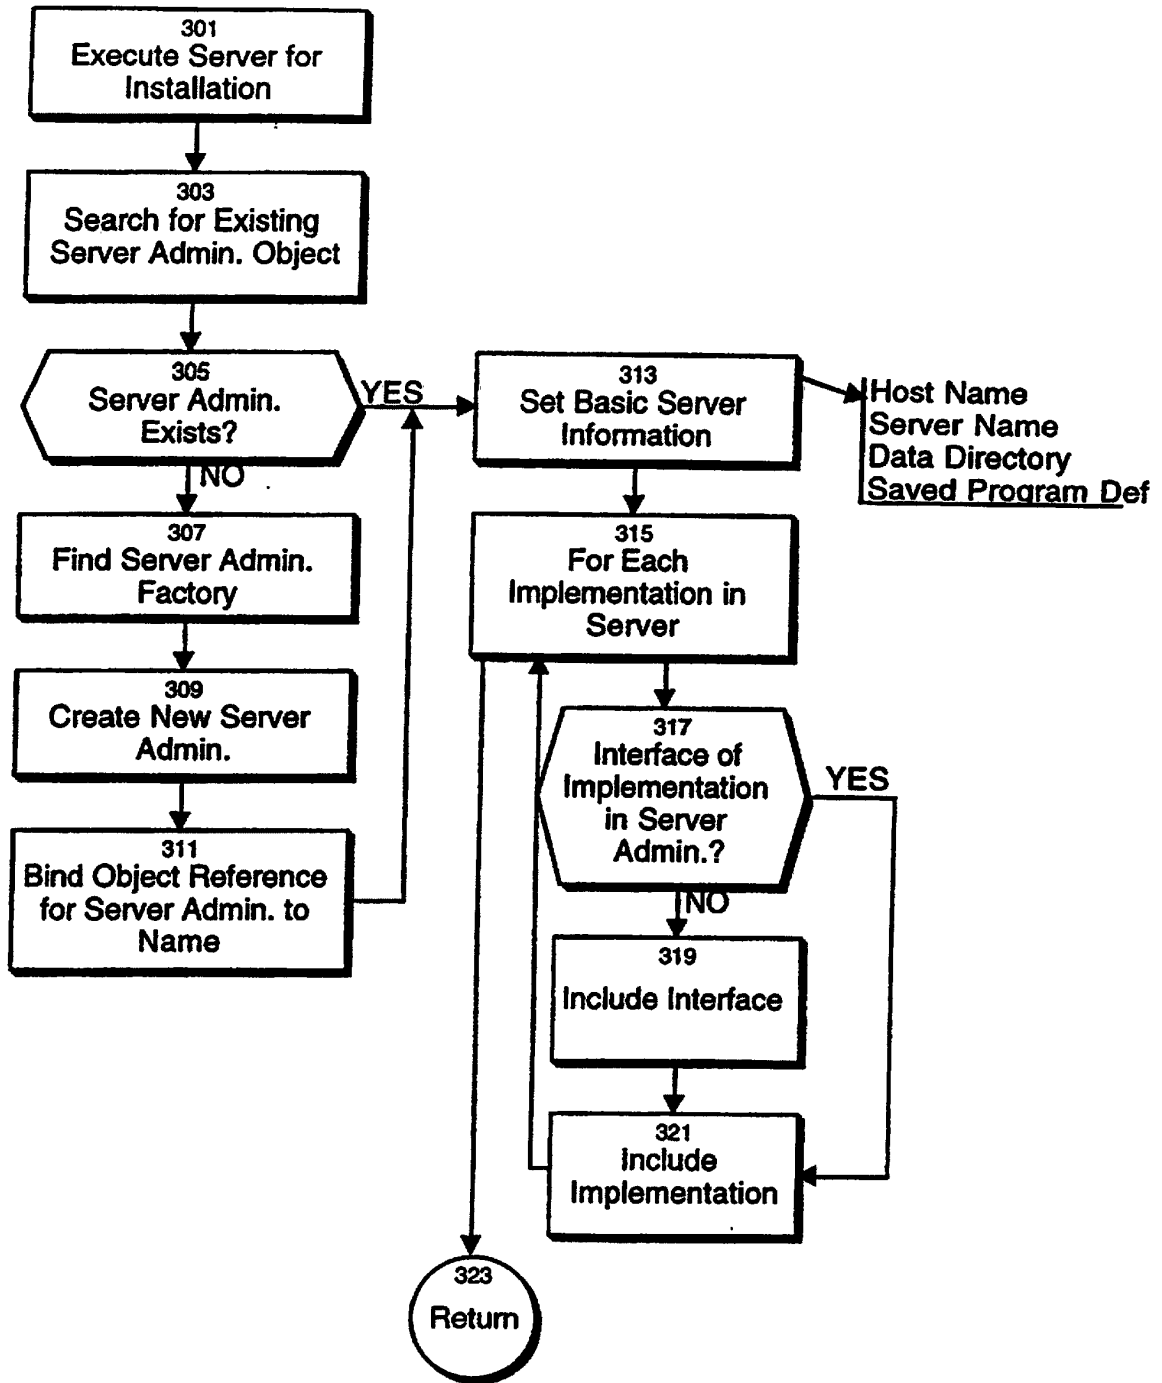 301
Execute Server for
Installation
303
Search for Existing
Server Admin. Object
305
Server Admin.
Exists?
YES
NO
307
Find Server Admin.
Factory
309
Create New Server
Admin.
311
Bind Object Reference
for Server Admin. to
Name
313
Set Basic Server
Information
Host Name
Server Name
Data Directory
Saved Program Def
315
For Each
Implementation in
Server
317
Interface of
Implementation
in Server
Admin.?
YES
NO
319
Include Interface
321
Include
Implementation
323
Return